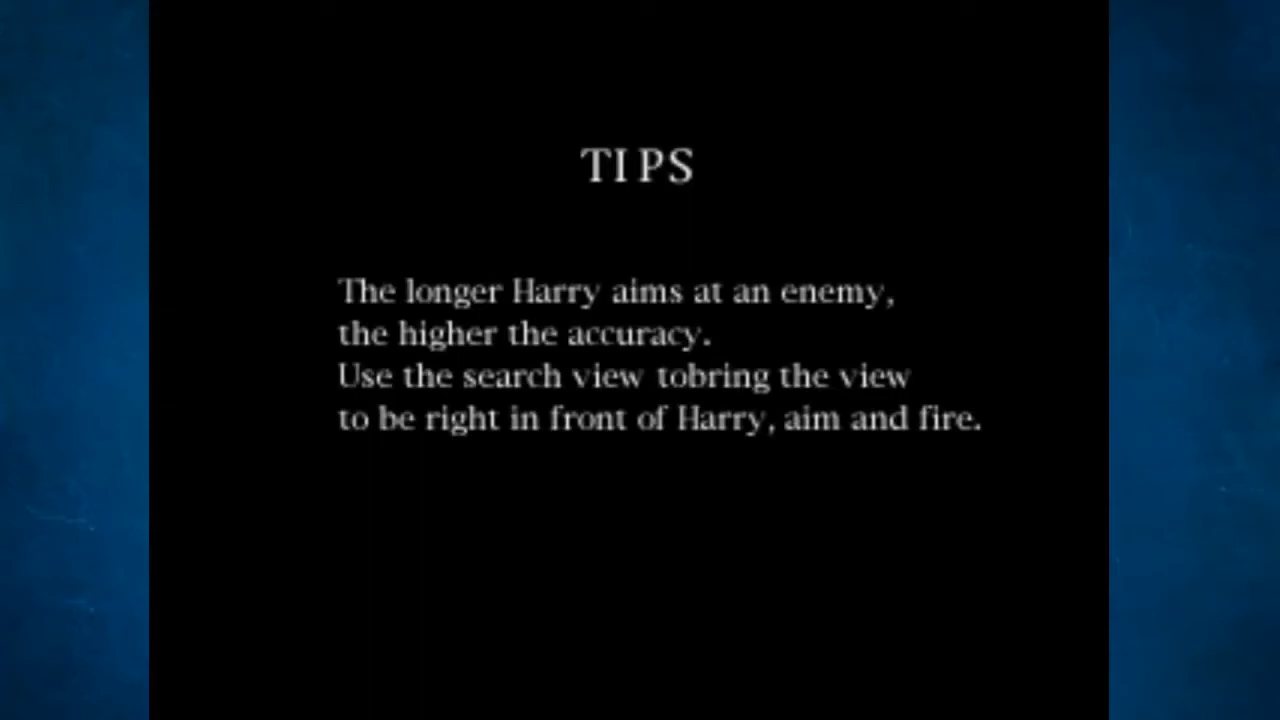 TIPS
The longer Harry aims at an enemy,
the higher the accuracy.
Use the search view tobring the view
to be right in front of Harry, aim and fire.